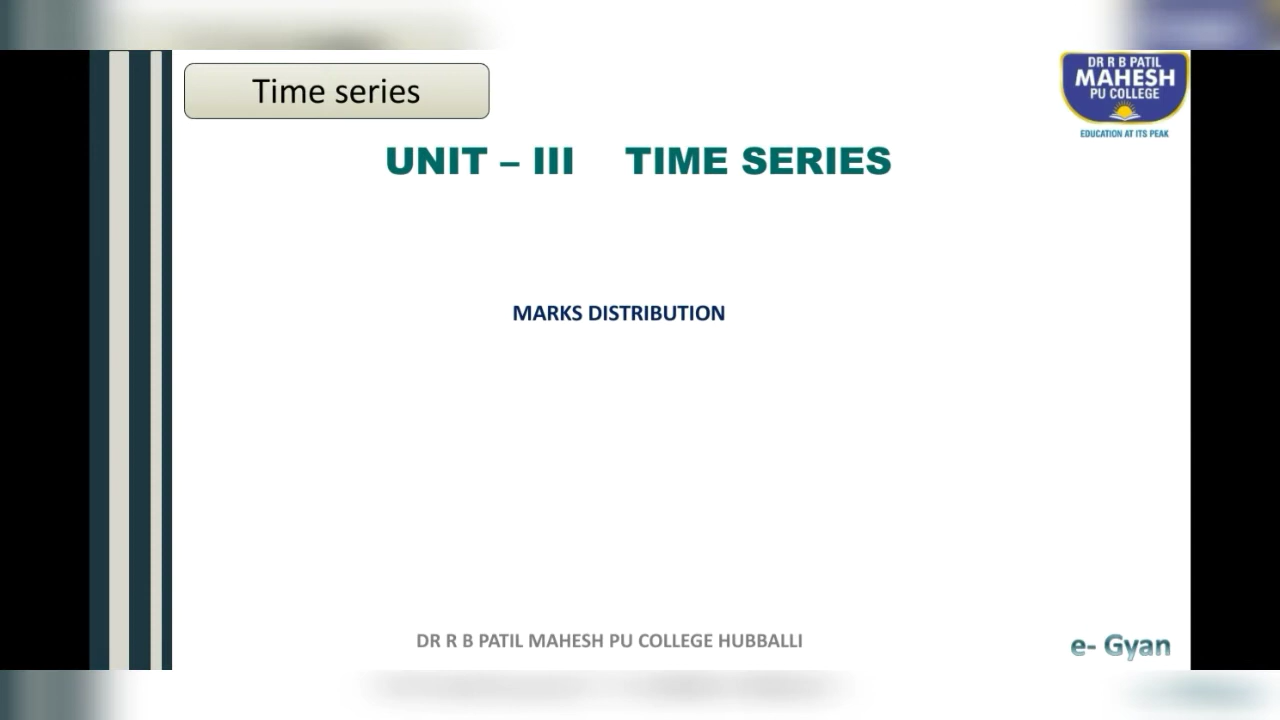 Time series
DR R B PATIL
MAHESH
PU COLLEGE
EDUCATION AT ITS PEAK
UNIT – III TIME SERIES
MARKS DISTRIBUTION
DR R B PATIL MAHESH PU COLLEGE HUBBALLI
e- Gyan